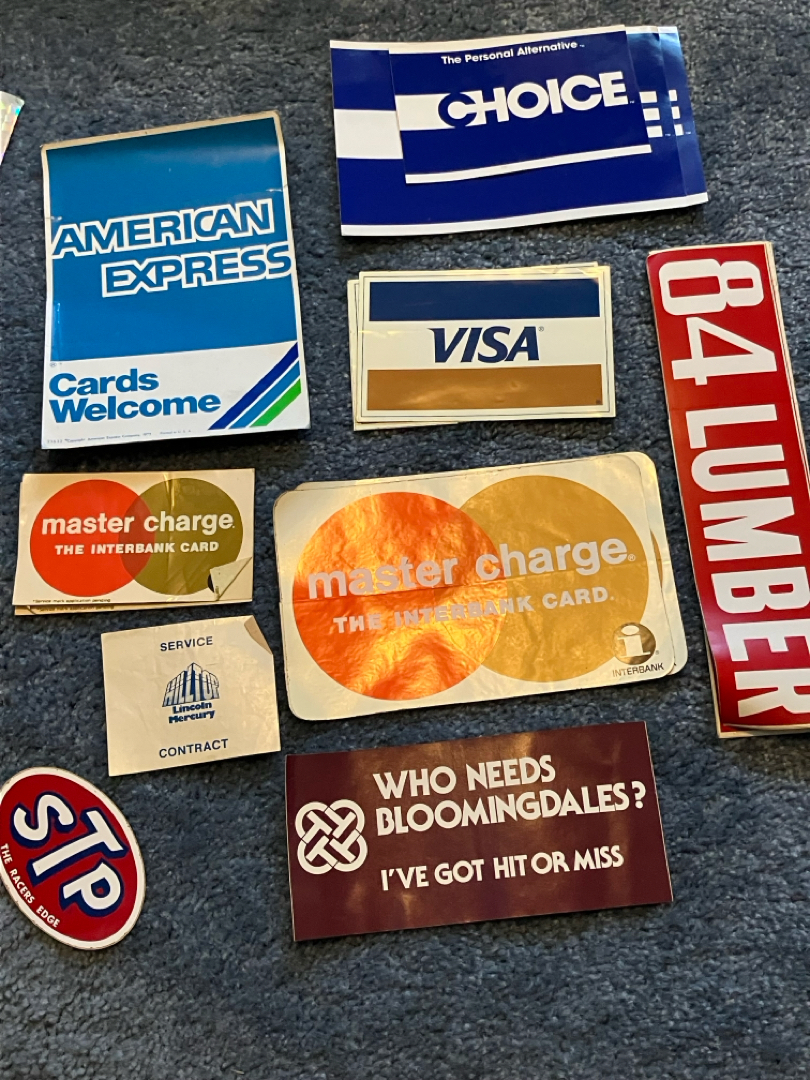 The Personal Alternative
CHOICE
AMERICAN
EXPRESS
Cards
Welcome
VISA®
84 LUMBER
master charge
THE INTERBANK CARD
master charge®
THE INTERBANK CARD.
i
INTERBANK
SERVICE
HILLTOP
Lincoln
Mercury
CONTRACT
WHO NEEDS
BLOOMINGDALES?
I'VE GOT HIT OR MISS
STP
THE RACERS EDGE